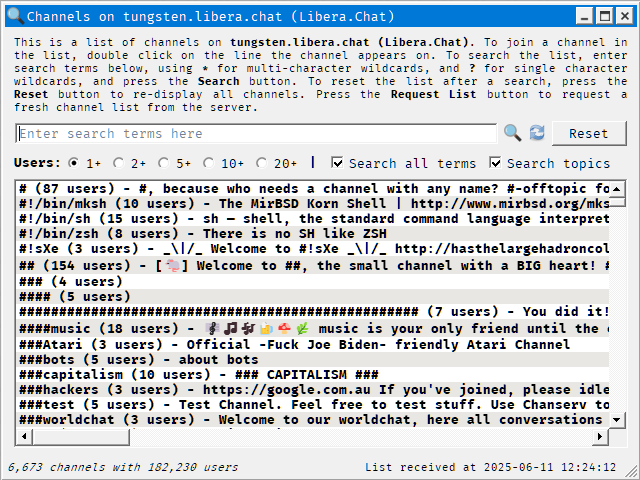 Channels on tungsten.libera.chat (Libera.Chat)
This is a list of channels on tungsten.libera.chat (Libera.Chat). To join a channel in
the list, double click on the line the channel appears on. To search the list, enter
search terms below, using * for multi-character wildcards, and ? for single character
wildcards, and press the Search button. To reset the list after a search, press the
Reset button to re-display all channels. Press the Request List button to request a
fresh channel list from the server.
Enter search terms here
Reset
Users: 1+ 2+ 5+ 10+ 20+ | Search all terms Search topics
# (87 users) - #, because who needs a channel with any name? #-offtopic fo
#!/bin/mksh (10 users) - The MirBSD Korn Shell | http://www.mirbsd.org/mks
#!/bin/sh (15 users) - sh — shell, the standard command language interpret
#!/bin/zsh (8 users) - There is no SH like ZSH
#!sXe (3 users) - _\|/_ Welcome to #!sXe _\|/_ http://hasthelargehadroncol
## (154 users) - [🐘] Welcome to ##, the small channel with a BIG heart! #
### (4 users)
#### (5 users)
################################################## (7 users) - You did it!
####music (18 users) - 🎼🎵🎶🍺🍄🌿 music is your only friend until the e
###Atari (3 users) - Official -Fuck Joe Biden- friendly Atari Channel
###bots (5 users) - about bots
###capitalism (10 users) - ### CAPITALISM ###
###hackers (3 users) - https://google.com.au If you've joined, please idle
###test (5 users) - Test Channel. Feel free to test stuff. Use Chanserv to
###worldchat (3 users) - Welcome to our worldchat, here all conversations
6,673 channels with 182,230 users
List received at 2025-06-11 12:24:12